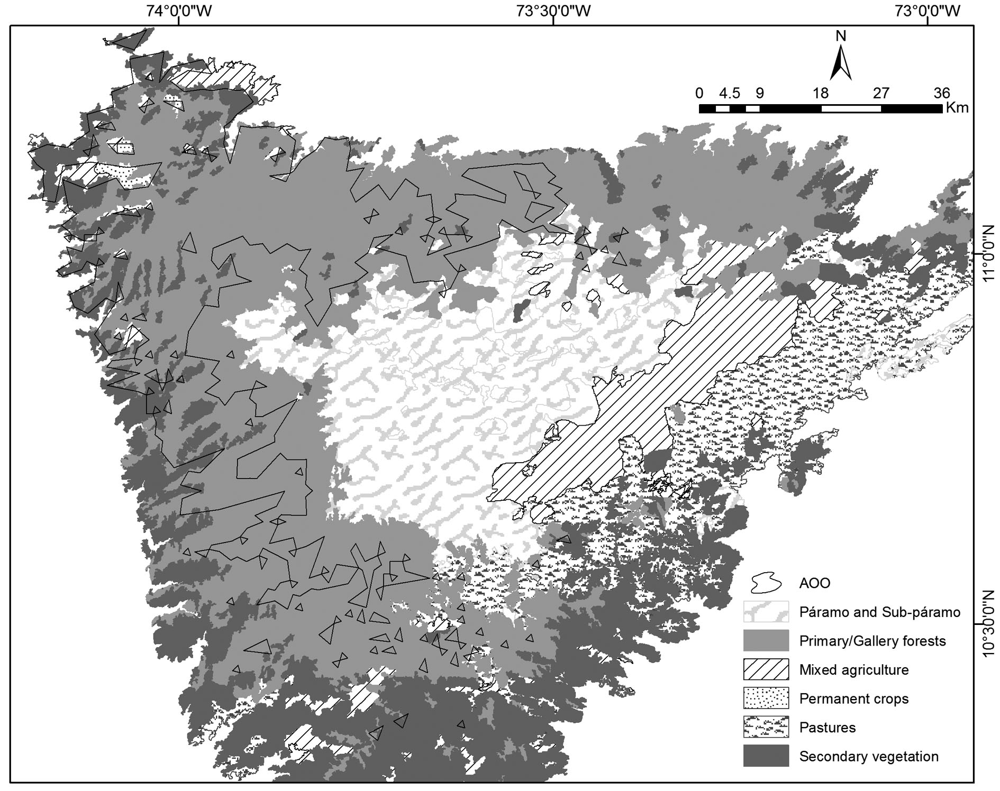 74°0'0"W 73°30'0"W 73°0'0"W
N
0 4.5 9 18 27 36
Km
11°0'0"N
10°30'0"N
AOO
Páramo and Sub-páramo
Primary/Gallery forests
Mixed agriculture
Permanent crops
Pastures
Secondary vegetation